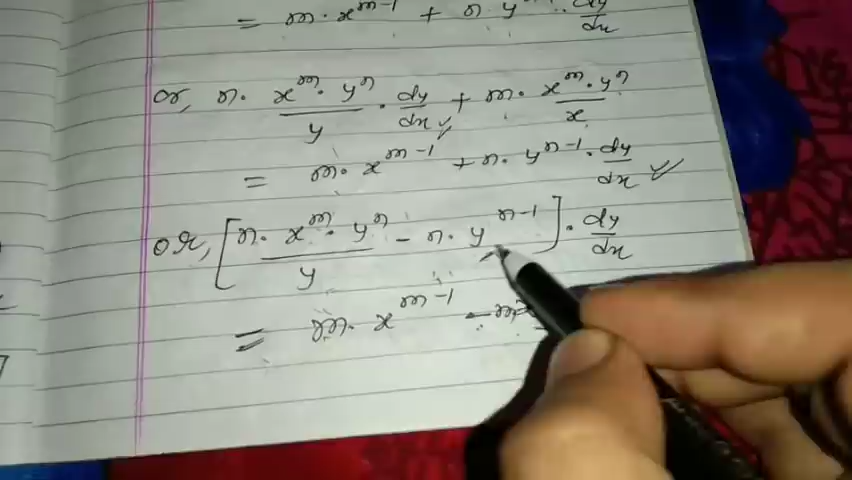 = m · x^{m-1} + n · y^{n-1} · dy/dx
or, n · (x^m · y^n)/y · dy/dx + m · (x^m · y^n)/x
= m · x^{m-1} + n · y^{n-1} · dy/dx
or, [n · (x^m · y^n)/y - n · y^{n-1}] · dy/dx
= m · x^{m-1} - m